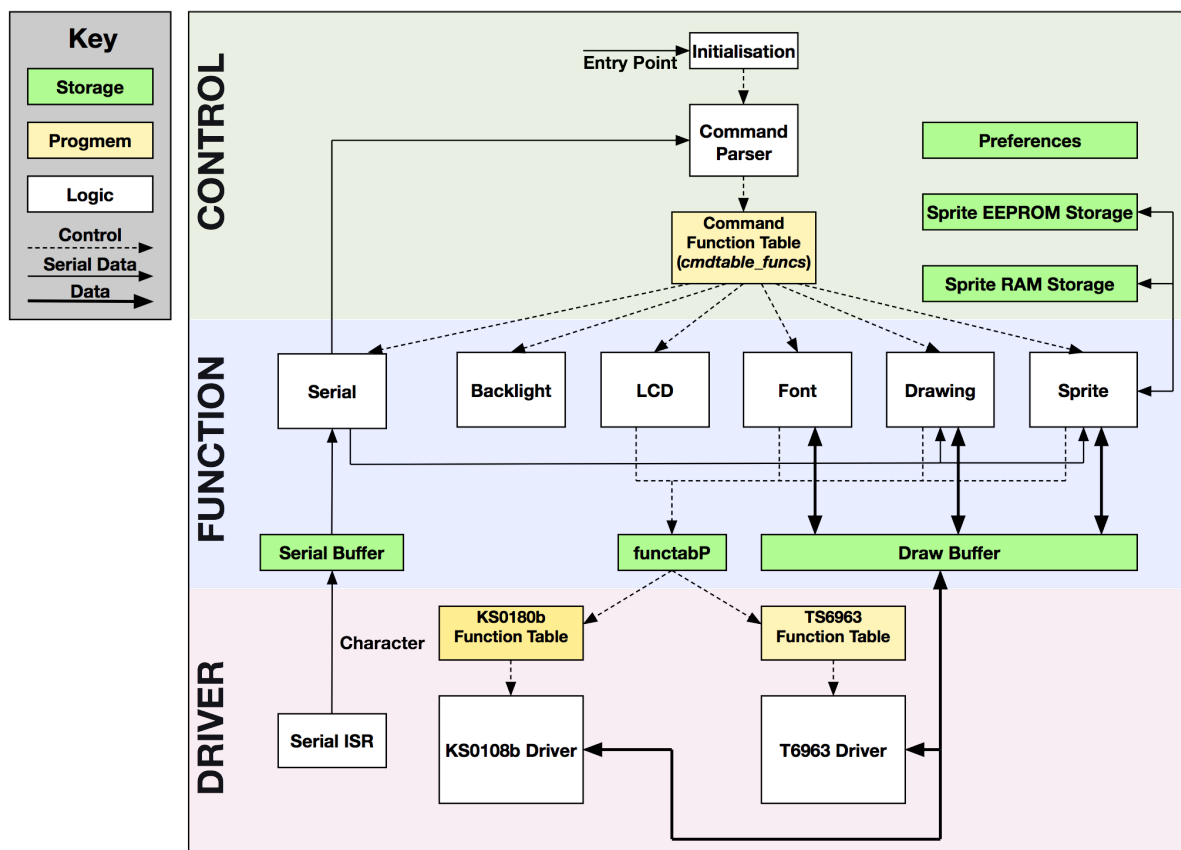 Key
Storage
Progmem
Logic
Control
Serial Data
Data
CONTROL
Entry Point
Initialisation
Command
Parser
Command
Function Table
(cmdtable_funcs)
Preferences
Sprite EEPROM Storage
Sprite RAM Storage
FUNCTION
Serial
Backlight
LCD
Font
Drawing
Sprite
Serial Buffer
functabP
Draw Buffer
DRIVER
Character
KS0180b
Function Table
TS6963
Function Table
Serial ISR
KS0108b Driver
T6963 Driver